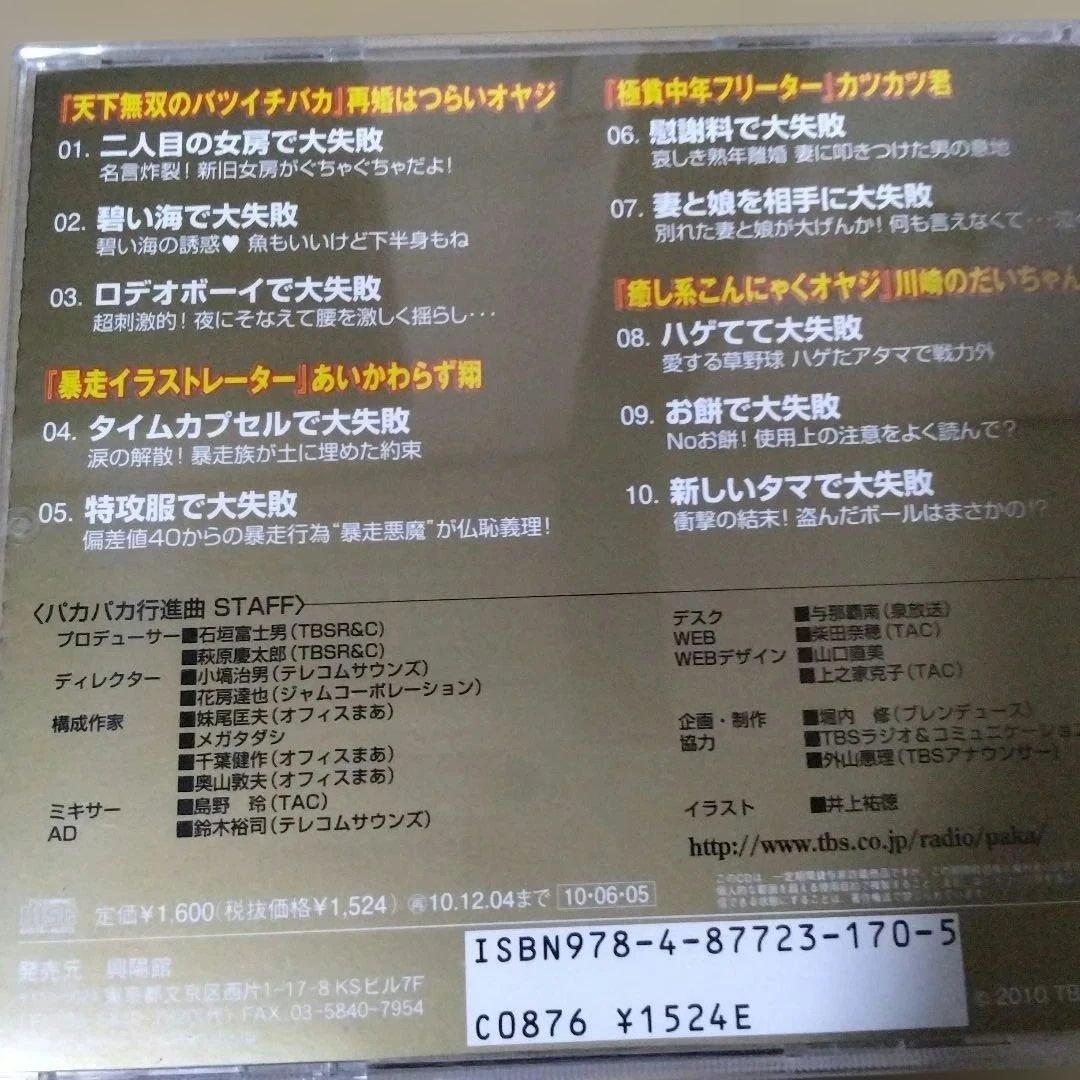 『天下無双のバツイチバカ』再婚はつらいオヤジ
01. 二人目の女房で大失敗
名言炸裂! 新旧女房がぐちゃぐちゃだよ!
02. 碧い海で大失敗
碧い海の誘惑♥ 魚もいいけど下半身もね
03. ロデオボーイで大失敗
超刺激的! 夜にそなえて腰を激しく揺らし・・・
『暴走イラストレーター』あいかわらず翔
04. タイムカプセルで大失敗
涙の解散! 暴走族が土に埋めた約束
05. 特攻服で大失敗
偏差値40からの暴走行為 “暴走悪魔”が仏恥義理!
『極貧中年フリーター』カツカツ君
06. 慰謝料で大失敗
哀しき熟年離婚 妻に叩きつけた男の意地
07. 妻と娘を相手に大失敗
別れた妻と娘が大げんか! 何も言えなくて・・・
『癒し系こんにゃくオヤジ』川崎のだいちゃん
08. ハゲてて大失敗
愛する草野球 ハゲたアタマで戦力外
09. お餅で大失敗
Noお餅! 使用上の注意をよく読んで?
10. 新しいタマで大失敗
衝撃の結末! 盗んだボールはまさかの!?
〈パカパカ行進曲 STAFF〉
プロデューサー ■石垣富士男(TBSR&C)
■萩原慶太郎(TBSR&C)
ディレクター ■小塙治男(テレコムサウンズ)
■花房達也(ジャムコーポレーション)
構成作家 ■妹尾匡夫(オフィスまあ)
■メガタダシ
■千葉健作(オフィスまあ)
■奥山敦夫(オフィスまあ)
ミキサー ■島野 玲(TAC)
AD ■鈴木裕司(テレコムサウンズ)
デスク ■与那覇南(泉放送)
WEB ■柴田奈穂(TAC)
WEBデザイン ■山口直美
■上之家克子(TAC)
企画・制作 ■堀内 修(ブレンデュース)
協力 ■TBSラジオ&コミュニケーション
■外山惠理(TBSアナウンサー)
イラスト ■井上祐徳
http://www.tbs.co.jp/radio/paka/
定価¥1,600(税抜価格¥1,524) 再10.12.04まで 10・06・05
発売元 興陽館
東京都文京区西片1-17-8 KSビル7F
FAX 03-5840-7954
ISBN978-4-87723-170-5
C0876 ¥1524E
© 2010 TB